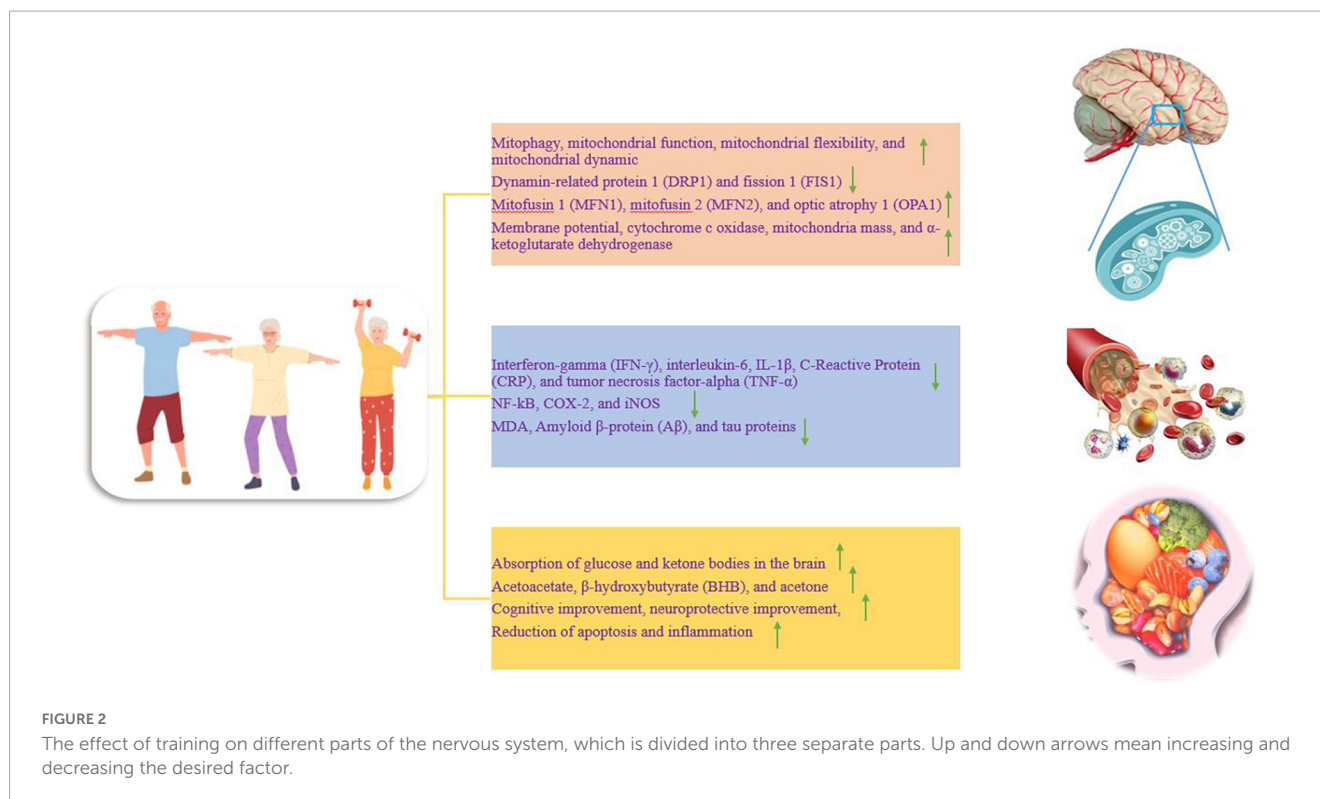 Mitophagy, mitochondrial function, mitochondrial flexibility, and
mitochondrial dynamic
Dynamin-related protein 1 (DRP1) and fission 1 (FIS1)
Mitofusin 1 (MFN1), mitofusin 2 (MFN2), and optic atrophy 1 (OPA1)
Membrane potential, cytochrome c oxidase, mitochondria mass, and α-
ketoglutarate dehydrogenase
Interferon-gamma (IFN-γ), interleukin-6, IL-1β, C-Reactive Protein
(CRP), and tumor necrosis factor-alpha (TNF-α)
NF-kB, COX-2, and iNOS
MDA, Amyloid β-protein (Aβ), and tau proteins
Absorption of glucose and ketone bodies in the brain
Acetoacetate, β-hydroxybutyrate (BHB), and acetone
Cognitive improvement, neuroprotective improvement,
Reduction of apoptosis and inflammation
FIGURE 2
The effect of training on different parts of the nervous system, which is divided into three separate parts. Up and down arrows mean increasing and
decreasing the desired factor.